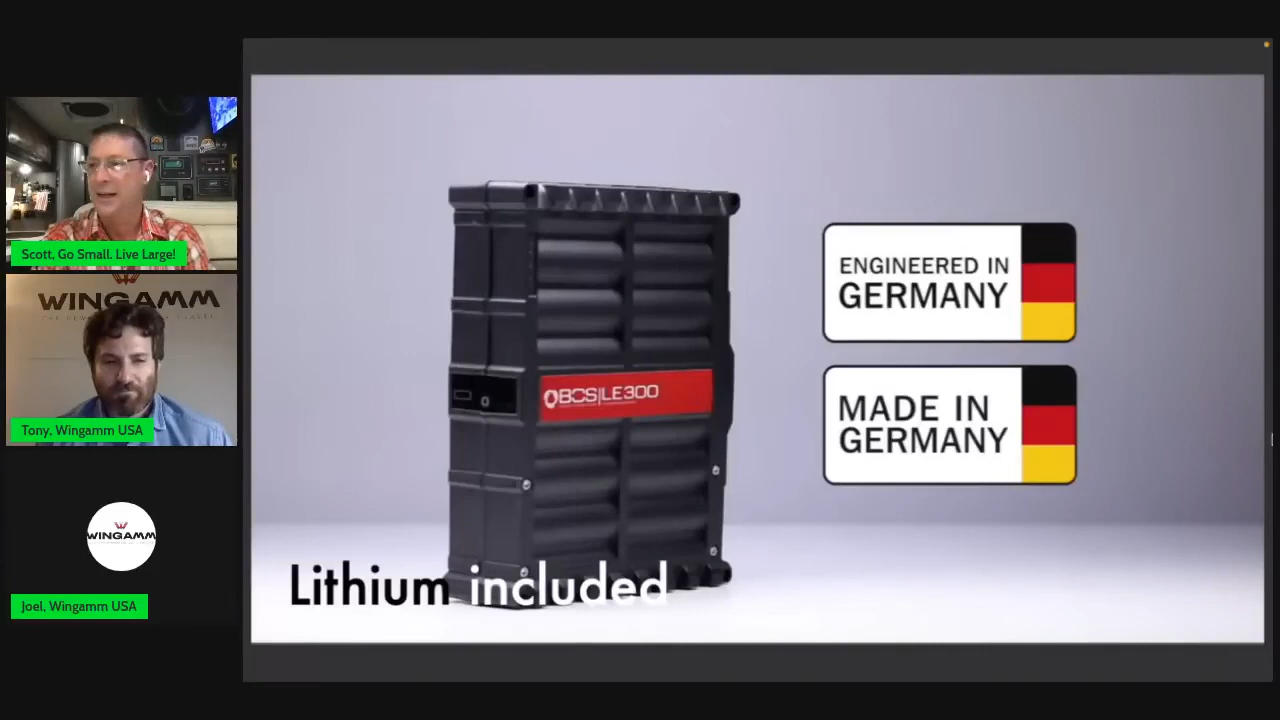 Scott, Go Small. Live Large!
WINGAMM
Tony, Wingamm USA
WINGAMM
Joel, Wingamm USA
BOS|LE300
ENGINEERED IN
GERMANY
MADE IN
GERMANY
Lithium included